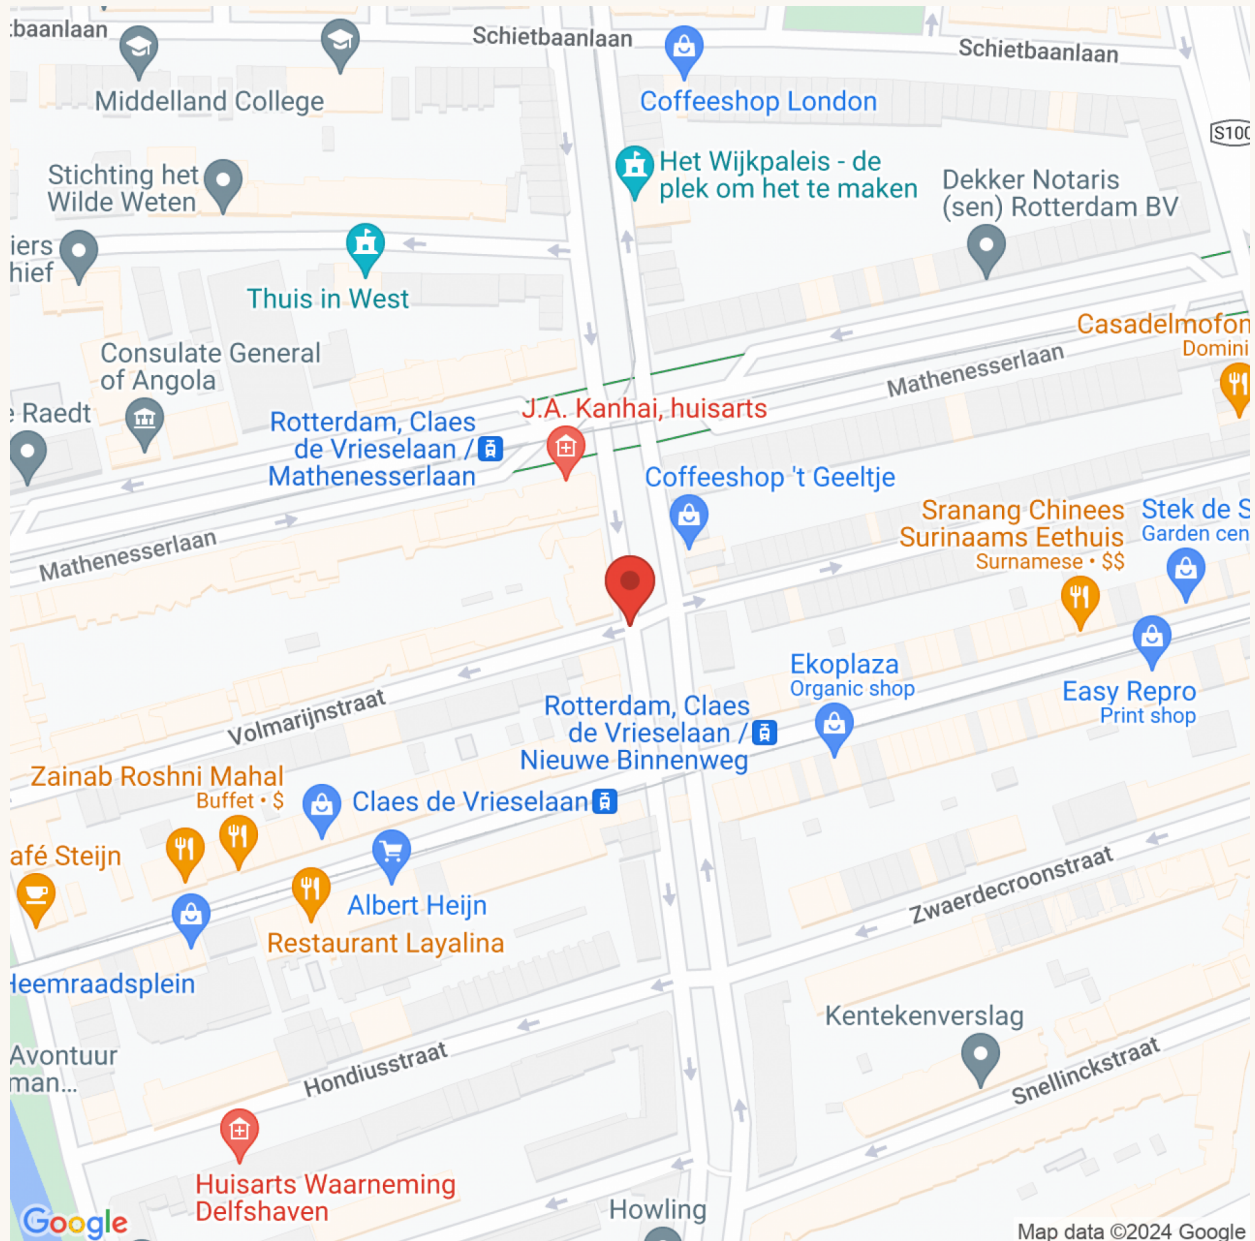 tbaanlaan
Schietbaanlaan
Schietbaanlaan
Middelland College
Coffeeshop London
S100
Stichting het
Wilde Weten
Het Wijkpaleis - de
plek om het te maken
Dekker Notaris
(sen) Rotterdam BV
iers
hief
Thuis in West
Casadelmofon
Domini
Consulate General
of Angola
Mathenesserlaan
e Raedt
Rotterdam, Claes
de Vrieselaan /
Mathenesserlaan
J.A. Kanhai, huisarts
Coffeeshop 't Geeltje
Sranang Chinees
Surinaams Eethuis
Surnamese • $$
Stek de S
Garden cen
Mathenesserlaan
Volmarijnstraat
Ekoplaza
Organic shop
Easy Repro
Print shop
Rotterdam, Claes
de Vrieselaan /
Nieuwe Binnenweg
Zainab Roshni Mahal
Buffet • $
Claes de Vrieselaan
afé Steijn
Albert Heijn
Restaurant Layalina
Zwaerdecroonstraat
Heemraadsplein
Kentekenverslag
Avontuur
man...
Hondiusstraat
Snellinckstraat
Huisarts Waarneming
Delfshaven
Howling
Google
Map data ©2024 Google